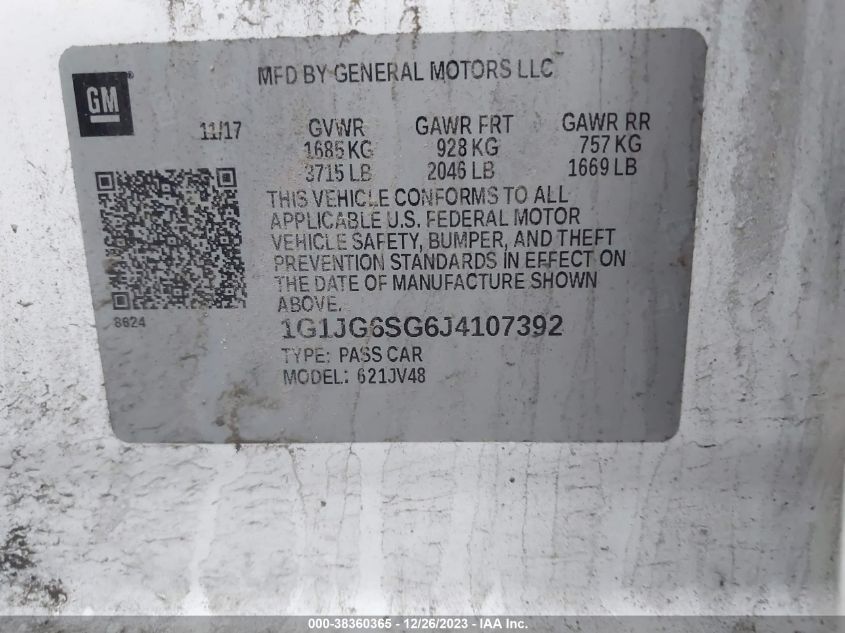 GM
MFD BY GENERAL MOTORS LLC
11/17 GVWR GAWR FRT GAWR RR
1685 KG 928 KG 757 KG
3715 LB 2046 LB 1669 LB
THIS VEHICLE CONFORMS TO ALL
APPLICABLE U.S. FEDERAL MOTOR
VEHICLE SAFETY, BUMPER, AND THEFT
PREVENTION STANDARDS IN EFFECT ON
THE DATE OF MANUFACTURE SHOWN
ABOVE.
8624
1G1JG6SG6J4107392
TYPE: PASS CAR
MODEL: 621JV48
000-38360365 - 12/26/2023 - IAA Inc.